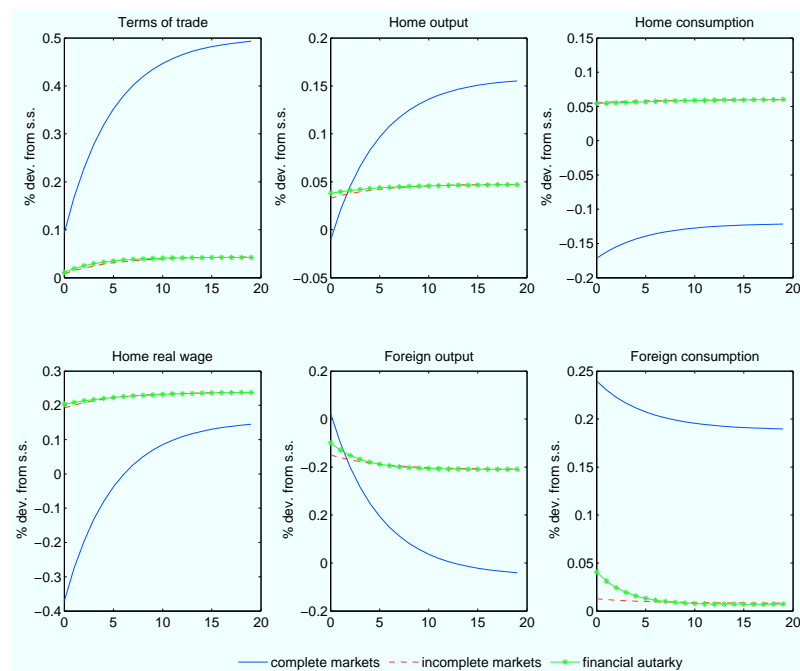 Terms of trade
Home output
Home consumption
% dev. from s.s.
0.5
0.4
0.3
0.2
0.1
0
0 5 10 15 20
% dev. from s.s.
0.2
0.15
0.1
0.05
0
−0.05
0 5 10 15 20
% dev. from s.s.
0.15
0.1
0.05
0
−0.05
−0.1
−0.15
−0.2
0 5 10 15 20
Home real wage
Foreign output
Foreign consumption
% dev. from s.s.
0.3
0.2
0.1
0
−0.1
−0.2
−0.3
−0.4
0 5 10 15 20
% dev. from s.s.
−0.2
0
−0.2
0.2
0
−0.2
0 5 10 15 20
% dev. from s.s.
0.25
0.2
0.15
0.1
0.05
0
0 5 10 15 20
complete markets
incomplete markets
financial autarky